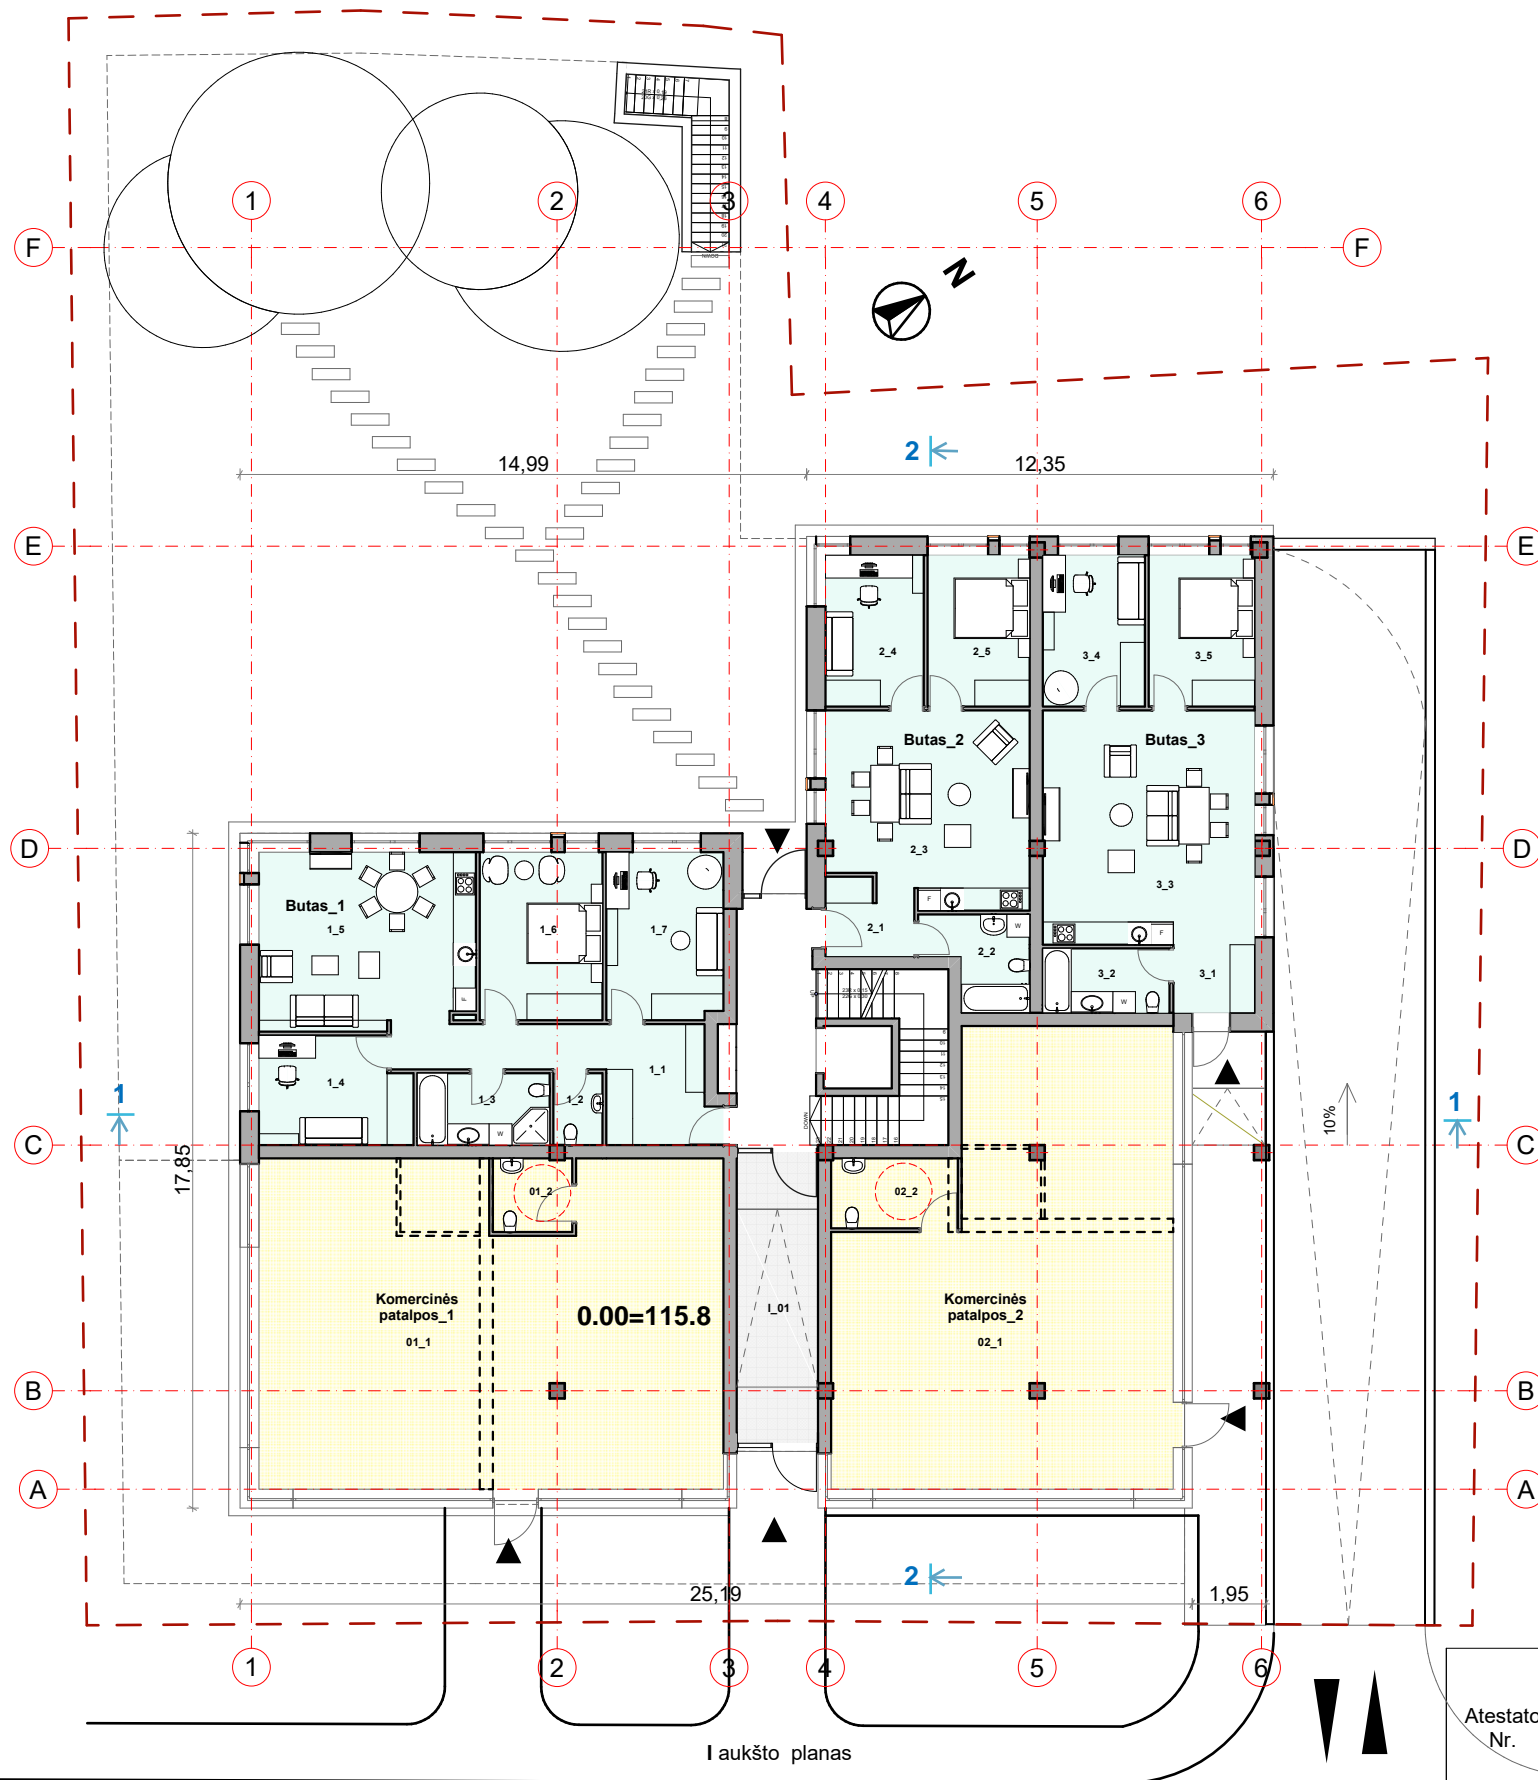 1
2
3
4
5
6
F
F
N
DOWN
2
14,99
12,35
E
E
2_4
2_5
3_4
3_5
Butas_2
Butas_3
D
D
2_3
3_3
Butas_1
1_5
1_6
1_7
F
F
F
2_1
2_2
W
3_2
3_1
W
UP
1_4
1_3
1_2
1_1
W
DOWN
1
1
10%
C
C
17,85
01_2
02_2
Komercinės
patalpos_1
01_1
0.00=115.8
I_01
Komercinės
patalpos_2
02_1
B
B
A
A
2
25,19
1,95
1
2
3
4
5
6
I aukšto planas
Atestato
Nr.